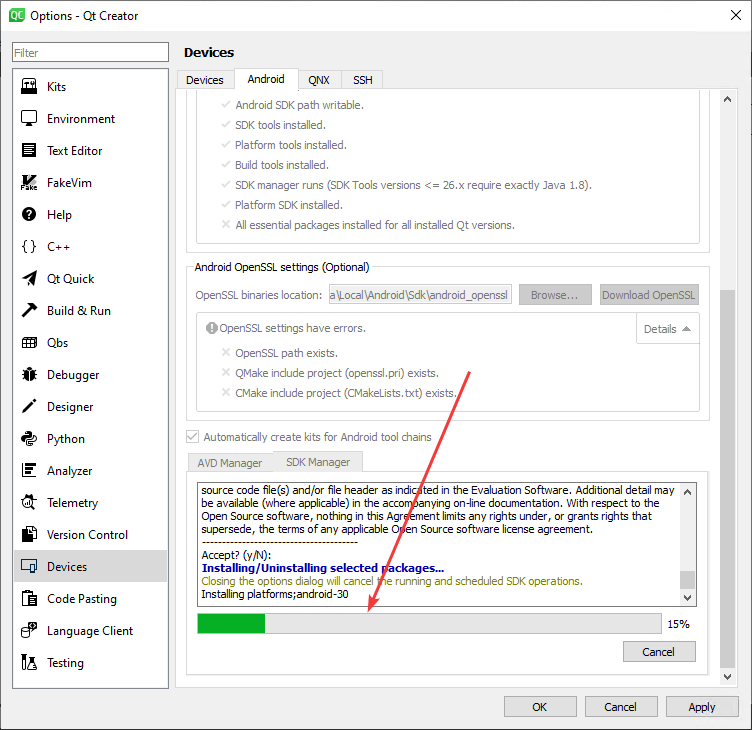 QC Options - Qt Creator
Filter
Kits
Environment
Text Editor
Fake
FakeVim
Help
{} C++
Qt Quick
Build & Run
Qbs
Debugger
Designer
Python
Analyzer
Telemetry
Version Control
Devices
Code Pasting
Language Client
Testing
Devices
Devices Android QNX SSH
Android SDK path writable.
SDK tools installed.
Platform tools installed.
Build tools installed.
SDK manager runs (SDK Tools versions <= 26.x require exactly Java 1.8).
Platform SDK installed.
All essential packages installed for all installed Qt versions.
Android OpenSSL settings (Optional)
OpenSSL binaries location: a\Local\Android\Sdk\android_openssl Browse... Download OpenSSL
OpenSSL settings have errors. Details
OpenSSL path exists.
QMake include project (openssl.pri) exists.
CMake include project (CMakeLists.txt) exists.
Automatically create kits for Android tool chains
AVD Manager SDK Manager
source code file(s) and/or file header as indicated in the Evaluation Software. Additional detail may
be available (where applicable) in the accompanying on-line documentation. With respect to the
Open Source software, nothing in this Agreement limits any rights under, or grants rights that
supersede, the terms of any applicable Open Source software license agreement.
---------------------------------------
Accept? (y/N):
Installing/Uninstalling selected packages...
Closing the options dialog will cancel the running and scheduled SDK operations.
Installing platforms;android-30
15%
Cancel
OK Cancel Apply